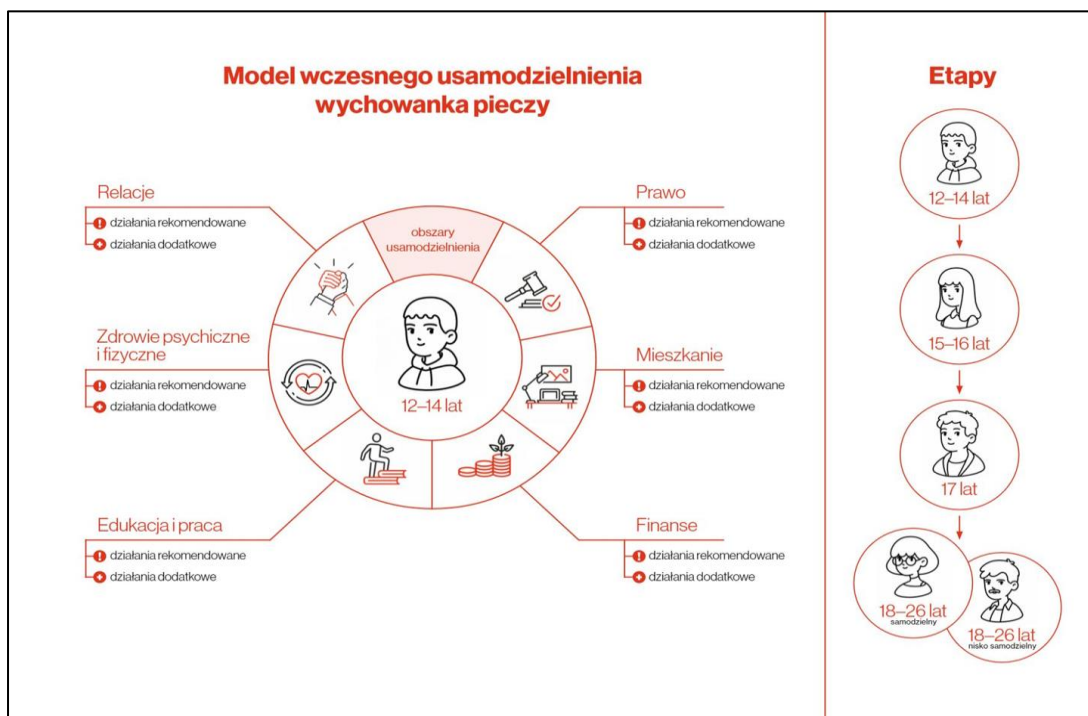 Model wczesnego usamodzielnienia
wychowanka pieczy
Relacje
działania rekomendowane
działania dodatkowe
Zdrowie psychiczne
i fizyczne
działania rekomendowane
działania dodatkowe
Edukacja i praca
działania rekomendowane
działania dodatkowe
obszary
usamodzielnienia
12–14 lat
Prawo
działania rekomendowane
działania dodatkowe
Mieszkanie
działania rekomendowane
działania dodatkowe
Finanse
działania rekomendowane
działania dodatkowe
Etapy
12–14 lat
15–16 lat
17 lat
18–26 lat
samodzielny
18–26 lat
nisko samodzielny